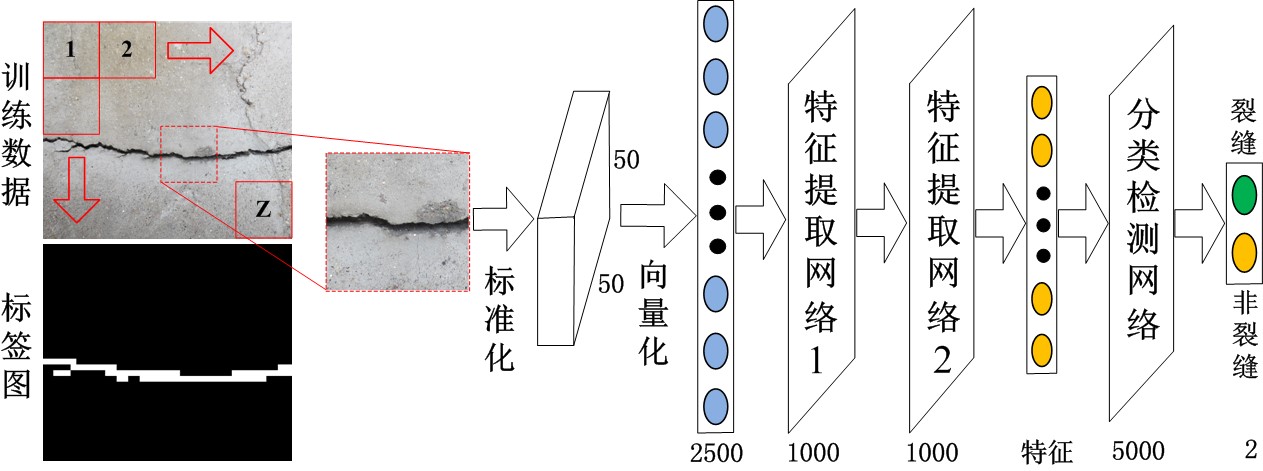 训练数据
1
2
Z
标签图
标准化
50
50
向量化
2500
特征提取网络1
1000
特征提取网络2
1000
特征
分类检测网络
5000
裂缝
非裂缝
2